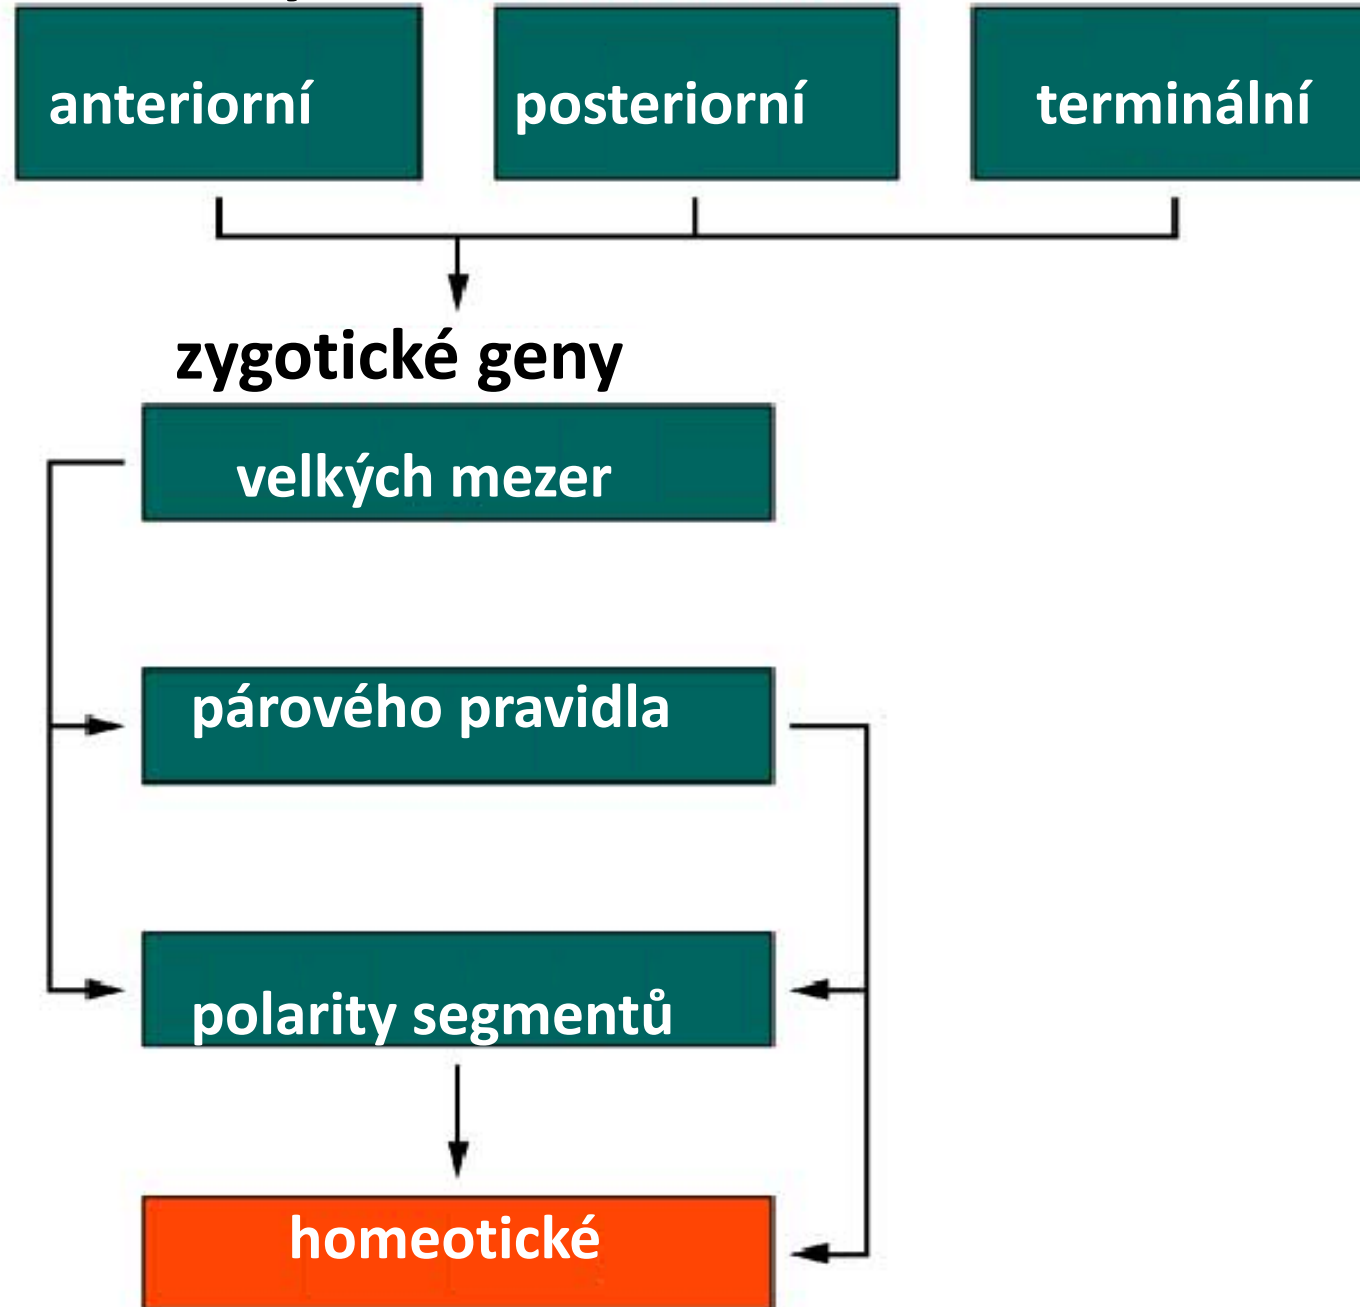 anteriorní posteriorní terminální
zygotické geny
velkých mezer
párového pravidla
polarity segmentů
homeotické